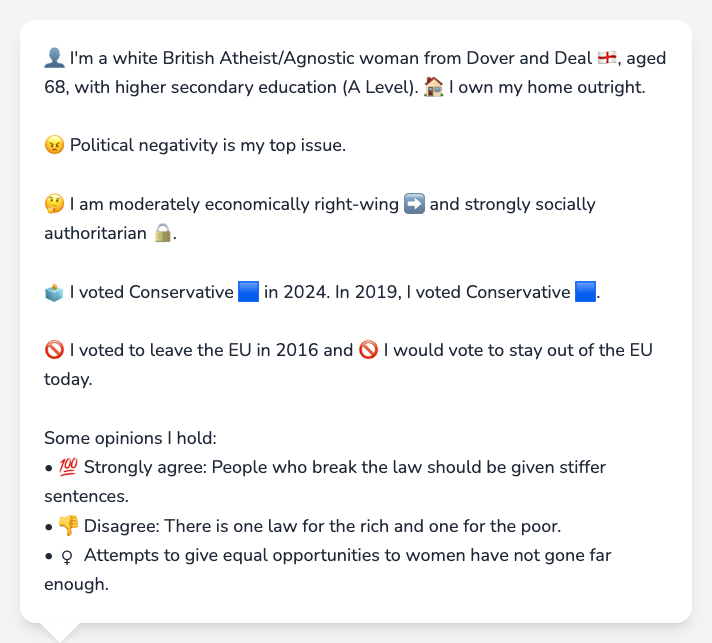 👤 I'm a white British Atheist/Agnostic woman from Dover and Deal 🏴󠁧󠁢󠁥󠁮󠁧󠁿, aged
68, with higher secondary education (A Level). 🏠 I own my home outright.
😠 Political negativity is my top issue.
🤔 I am moderately economically right-wing ➡️ and strongly socially
authoritarian 🔒.
🗳️ I voted Conservative 🟦 in 2024. In 2019, I voted Conservative 🟦.
🚫 I voted to leave the EU in 2016 and 🚫 I would vote to stay out of the EU
today.
Some opinions I hold:
• 💯 Strongly agree: People who break the law should be given stiffer
sentences.
• 👎 Disagree: There is one law for the rich and one for the poor.
• ♀ Attempts to give equal opportunities to women have not gone far
enough.